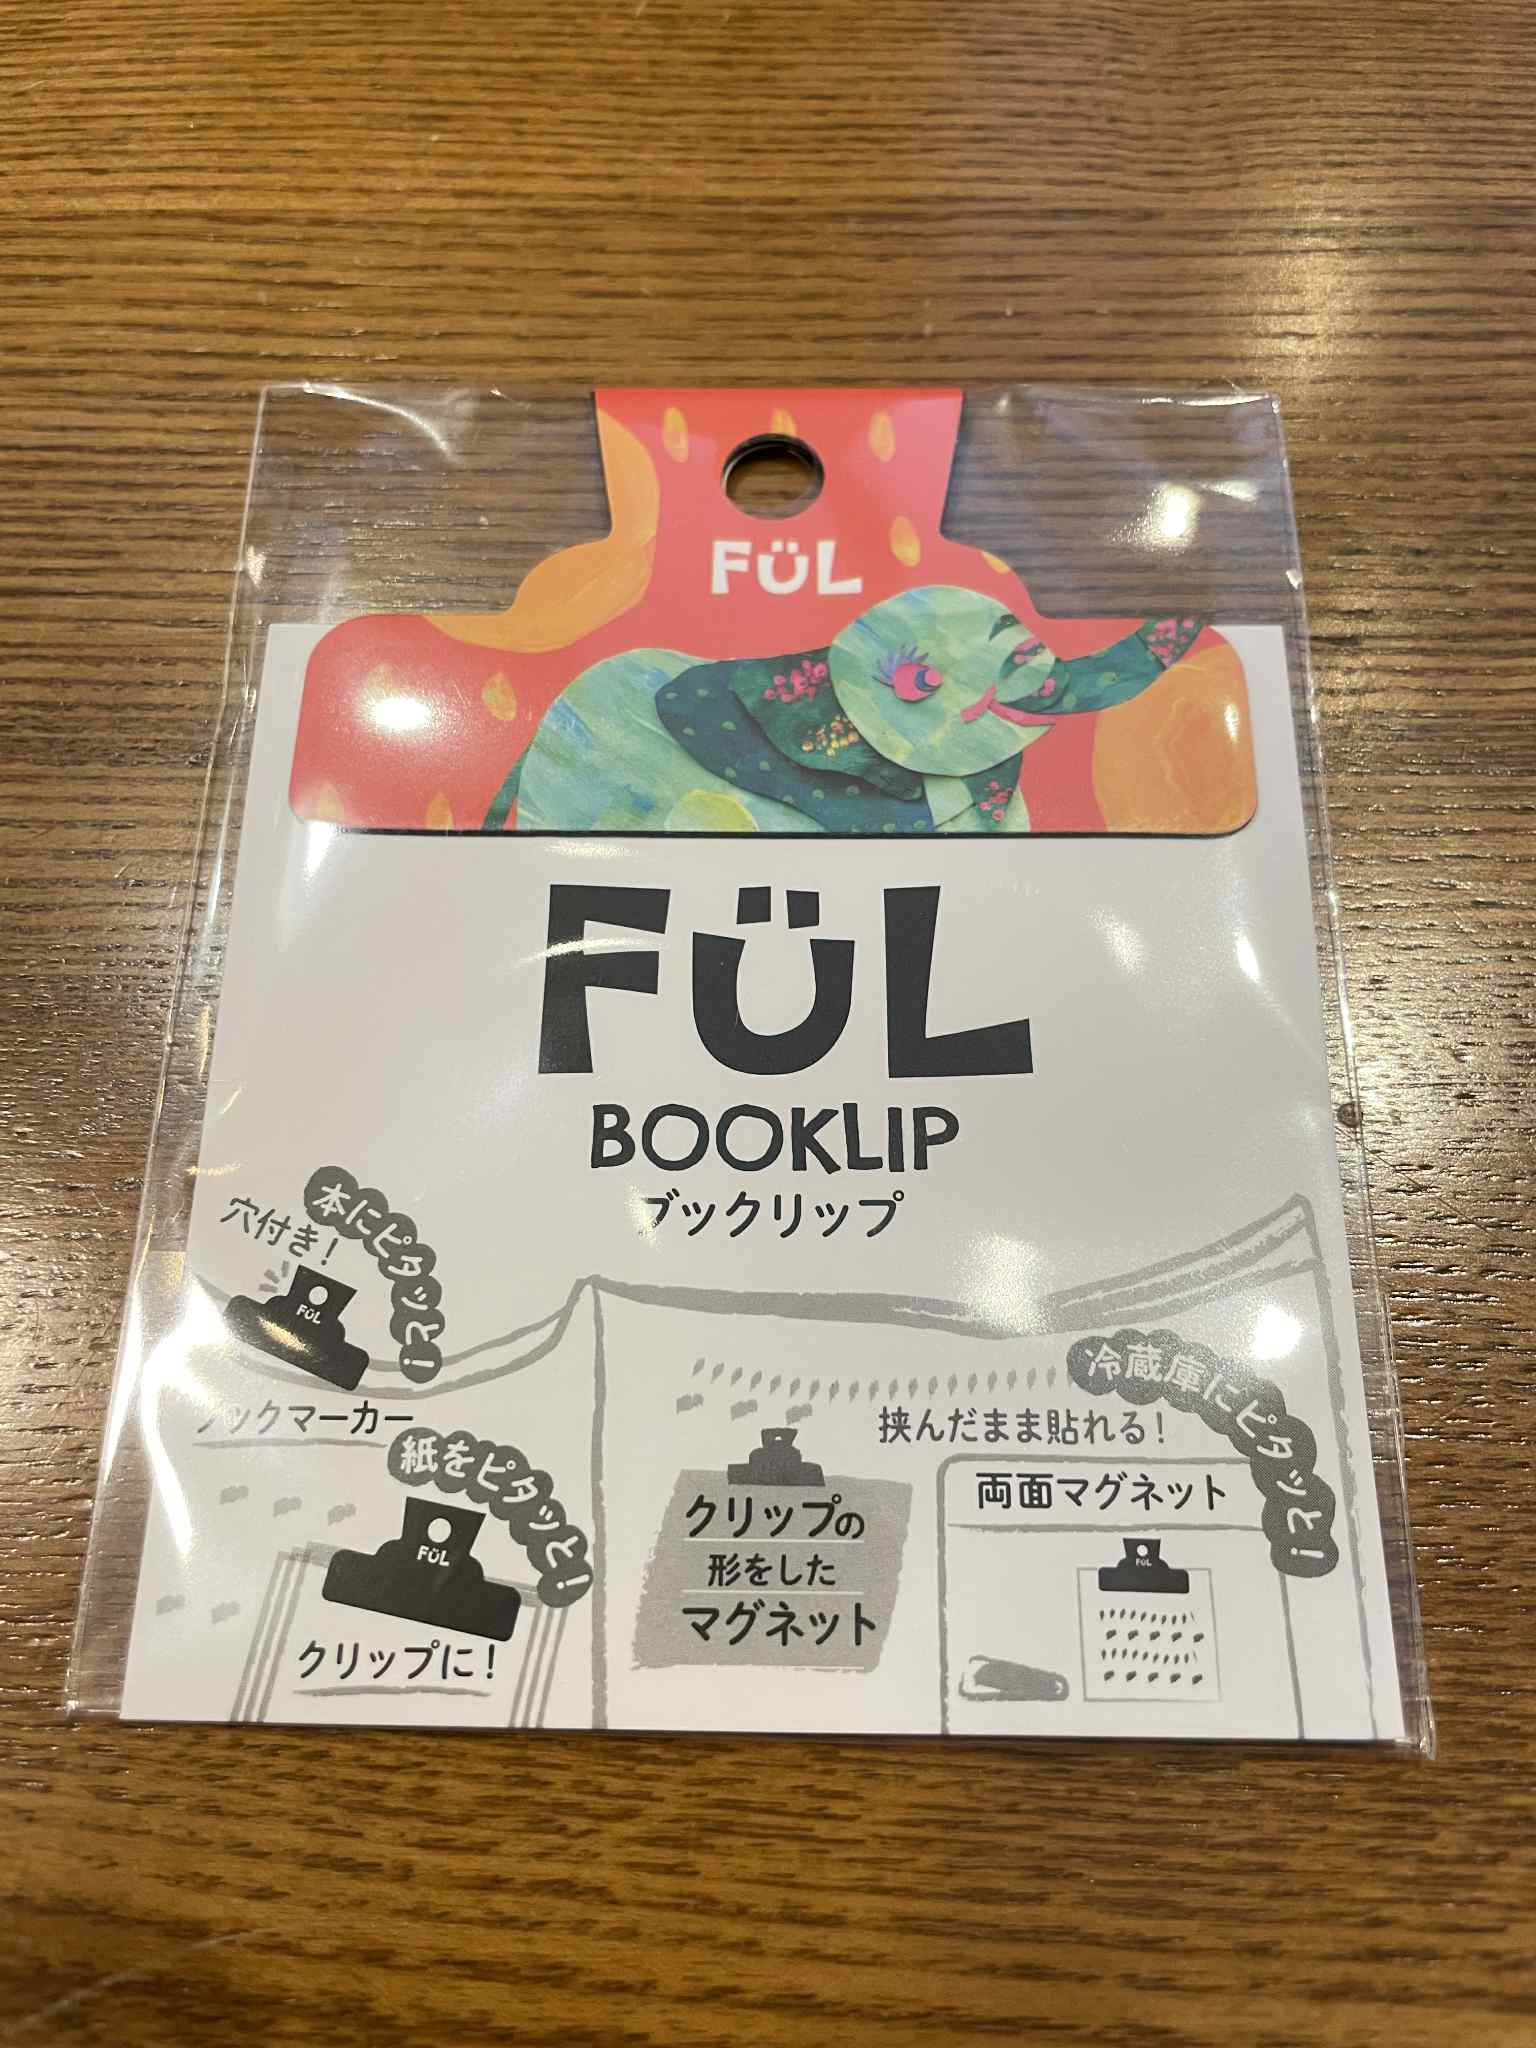 FÜL
FÜL
BOOKLIP
ブックリップ
穴付き!
本にピタッと!
FÜL
ブックマーカー
紙をピタッと!
FÜL
クリップに!
クリップの
形をした
マグネット
冷蔵庫にピタッと!
挟んだまま貼れる!
両面マグネット
FÜL